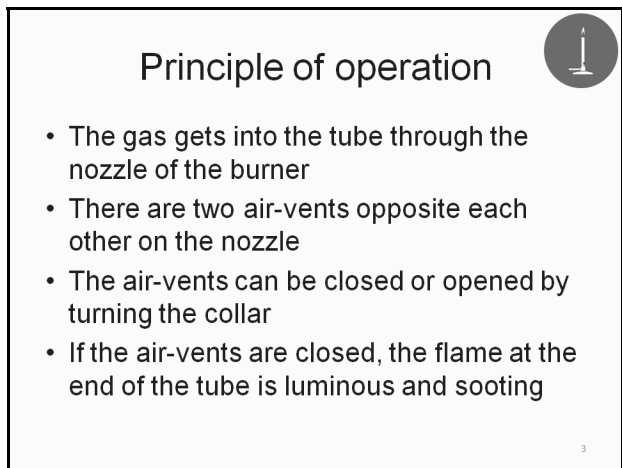 Principle of operation
• The gas gets into the tube through the
nozzle of the burner
• There are two air-vents opposite each
other on the nozzle
• The air-vents can be closed or opened by
turning the collar
• If the air-vents are closed, the flame at the
end of the tube is luminous and sooting
3